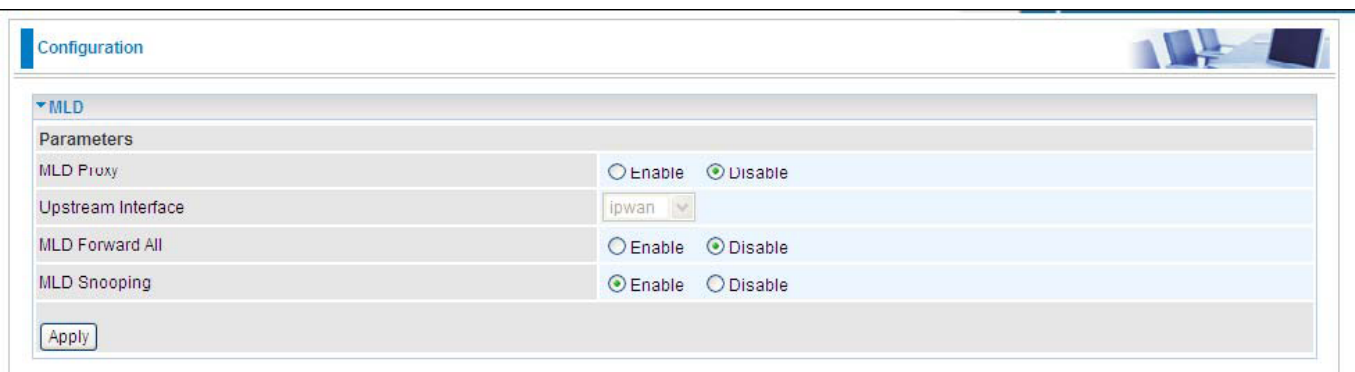 Configuration
MLD
Parameters
MLD Proxy Enable Disable
Upstream Interface ipwan
MLD Forward All Enable Disable
MLD Snooping Enable Disable
Apply